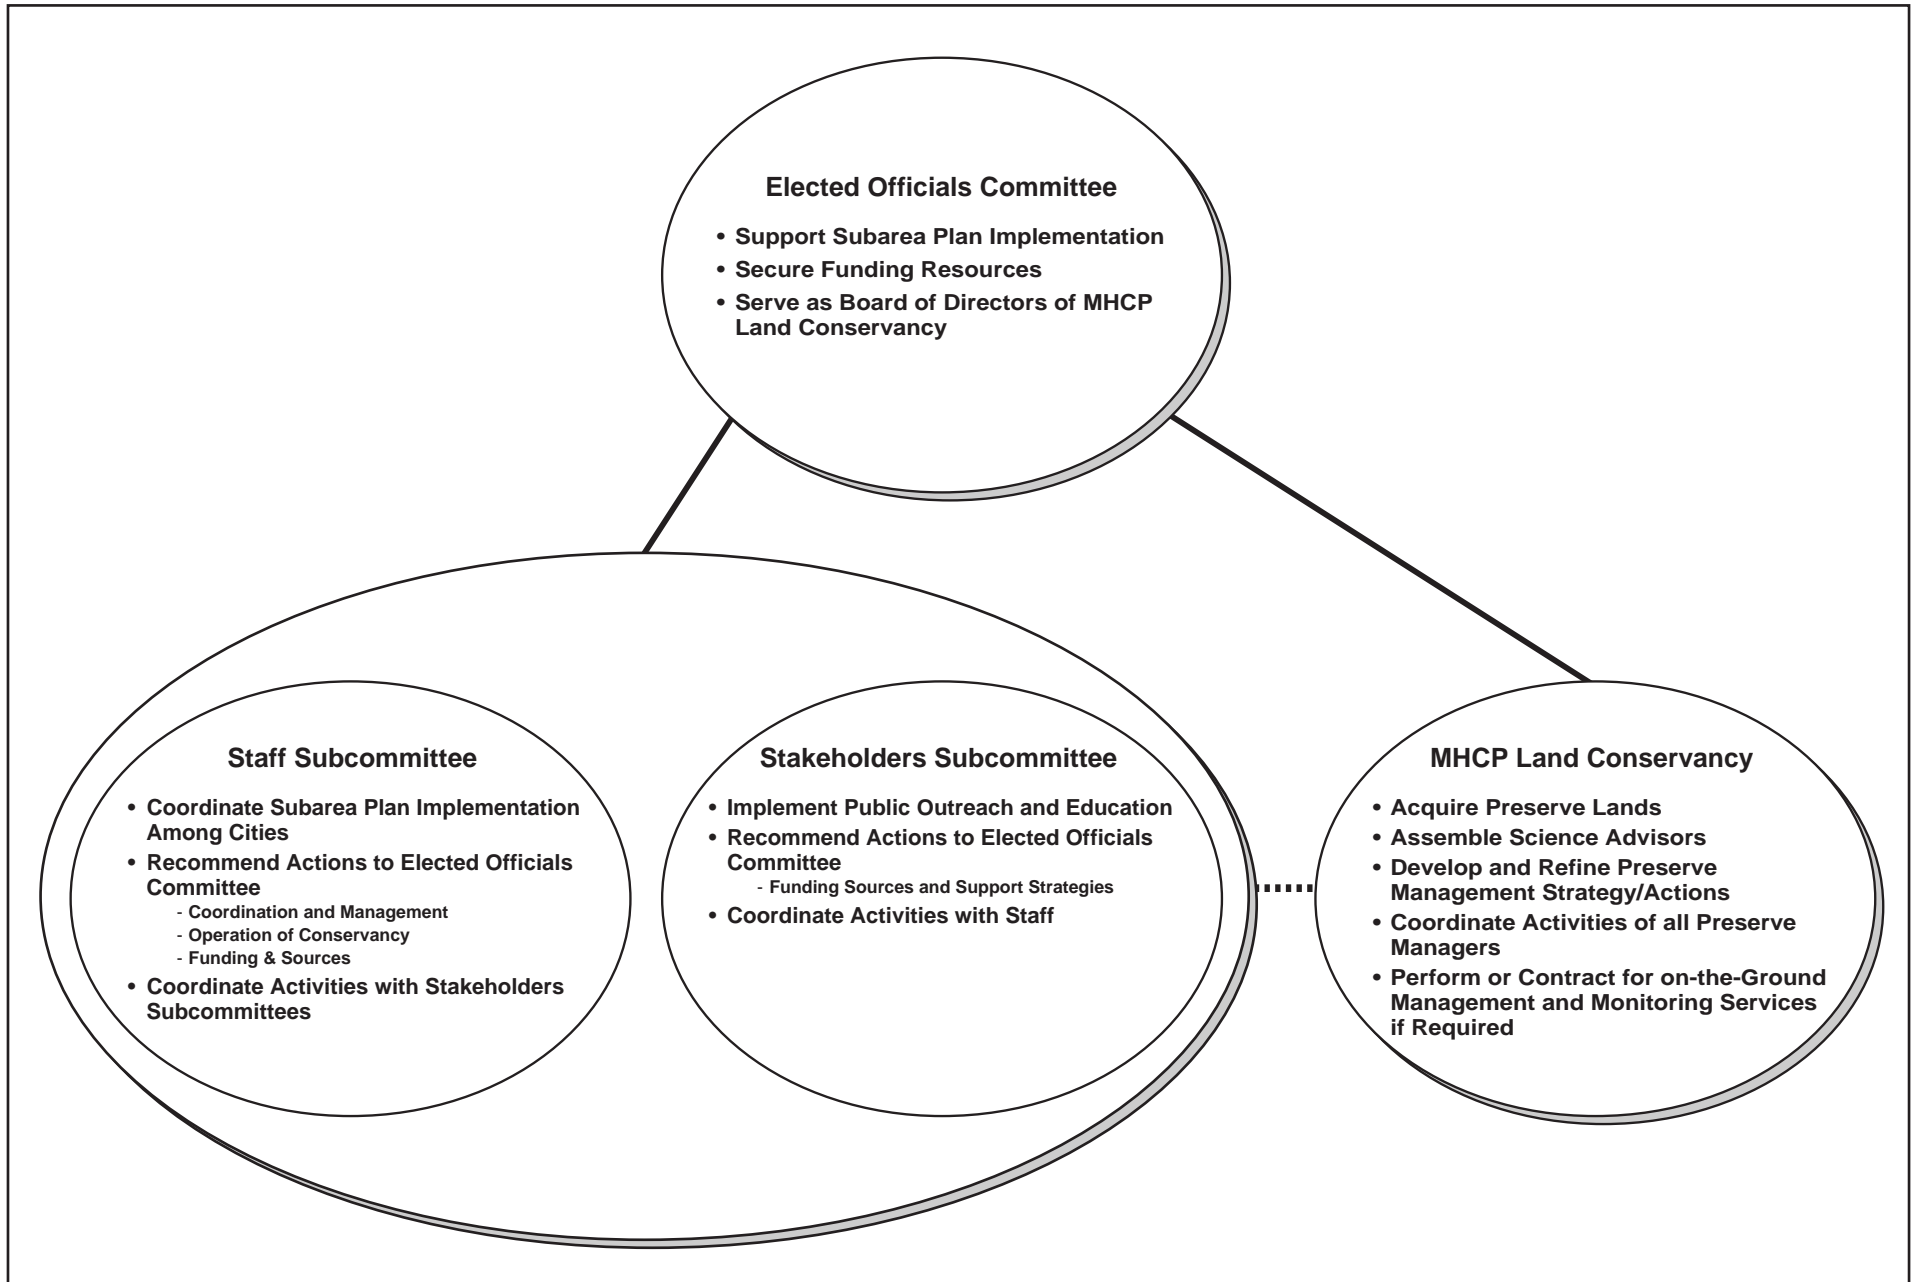 Elected Officials Committee
• Support Subarea Plan Implementation
• Secure Funding Resources
• Serve as Board of Directors of MHCP
Land Conservancy
Staff Subcommittee
• Coordinate Subarea Plan Implementation
Among Cities
• Recommend Actions to Elected Officials
Committee
- Coordination and Management
- Operation of Conservancy
- Funding & Sources
• Coordinate Activities with Stakeholders
Subcommittees
Stakeholders Subcommittee
• Implement Public Outreach and Education
• Recommend Actions to Elected Officials
Committee
- Funding Sources and Support Strategies
• Coordinate Activities with Staff
MHCP Land Conservancy
• Acquire Preserve Lands
• Assemble Science Advisors
• Develop and Refine Preserve
Management Strategy/Actions
• Coordinate Activities of all Preserve
Managers
• Perform or Contract for on-the-Ground
Management and Monitoring Services
if Required